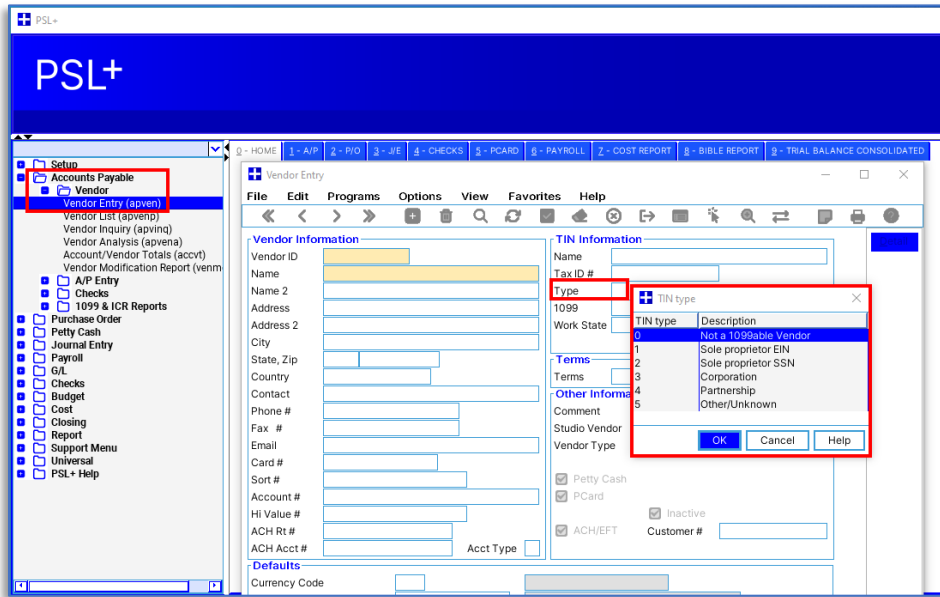 PSL+
PSL+
0 - HOME 1 - A/P 2 - P/O 3 - J/E 4 - CHECKS 5 - PCARD 6 - PAYROLL 7 - COST REPORT 8 - BIBLE REPORT 9 - TRIAL BALANCE CONSOLIDATED
Setup
Accounts Payable
Vendor
Vendor Entry (apven)
Vendor List (apvenp)
Vendor Inquiry (apvinq)
Vendor Analysis (apvena)
Account/Vendor Totals (accvt)
Vendor Modification Report (venm
A/P Entry
Checks
1099 & ICR Reports
Purchase Order
Petty Cash
Journal Entry
Payroll
G/L
Checks
Budget
Cost
Closing
Report
Support Menu
Universal
PSL+ Help
Vendor Entry
File Edit Programs Options View Favorites Help
Vendor Information
Vendor ID
Name
Name 2
Address
Address 2
City
State, Zip
Country
Contact
Phone #
Fax #
Email
Card #
Sort #
Account #
Hi Value #
ACH Rt #
ACH Acct # Acct Type
Defaults
Currency Code
TIN Information
Name
Tax ID #
Type
1099
Work State
Terms
Terms
Other Informa
Comment
Studio Vendor
Vendor Type
Petty Cash
PCard
Inactive
ACH/EFT Customer #
TIN type
TIN type Description
0 Not a 1099able Vendor
1 Sole proprietor EIN
2 Sole proprietor SSN
3 Corporation
4 Partnership
5 Other/Unknown
OK Cancel Help